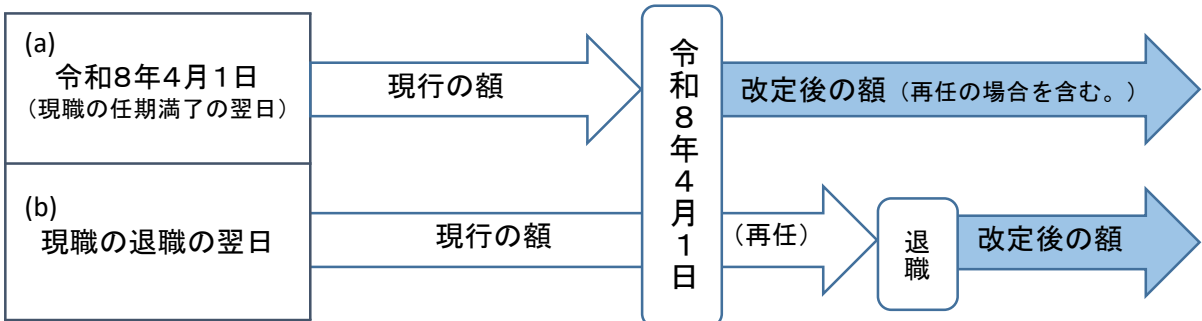 (a)
令和8年4月1日
（現職の任期満了の翌日）
現行の額
令和8年4月1日
改定後の額（再任の場合を含む。）
(b)
現職の退職の翌日
現行の額
（再任）
退職
改定後の額